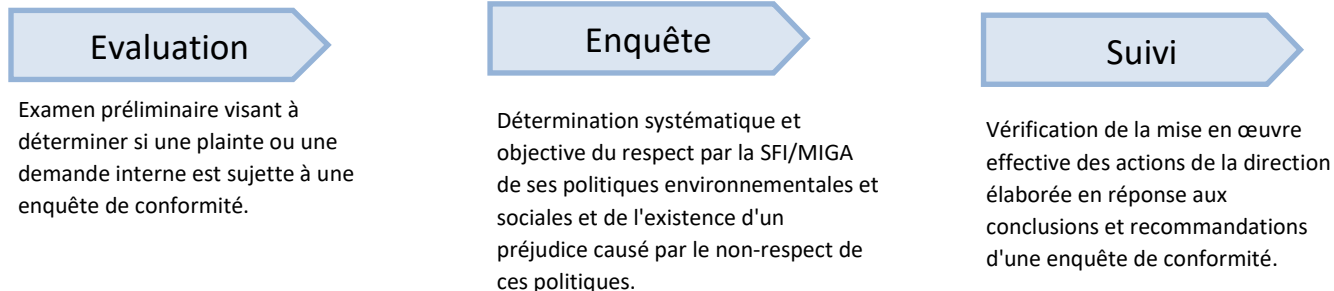 Evaluation
Examen préliminaire visant à
déterminer si une plainte ou une
demande interne est sujette à une
enquête de conformité.
Enquête
Détermination systématique et
objective du respect par la SFI/MIGA
de ses politiques environnementales et
sociales et de l'existence d'un
préjudice causé par le non-respect de
ces politiques.
Suivi
Vérification de la mise en œuvre
effective des actions de la direction
élaborée en réponse aux
conclusions et recommandations
d'une enquête de conformité.